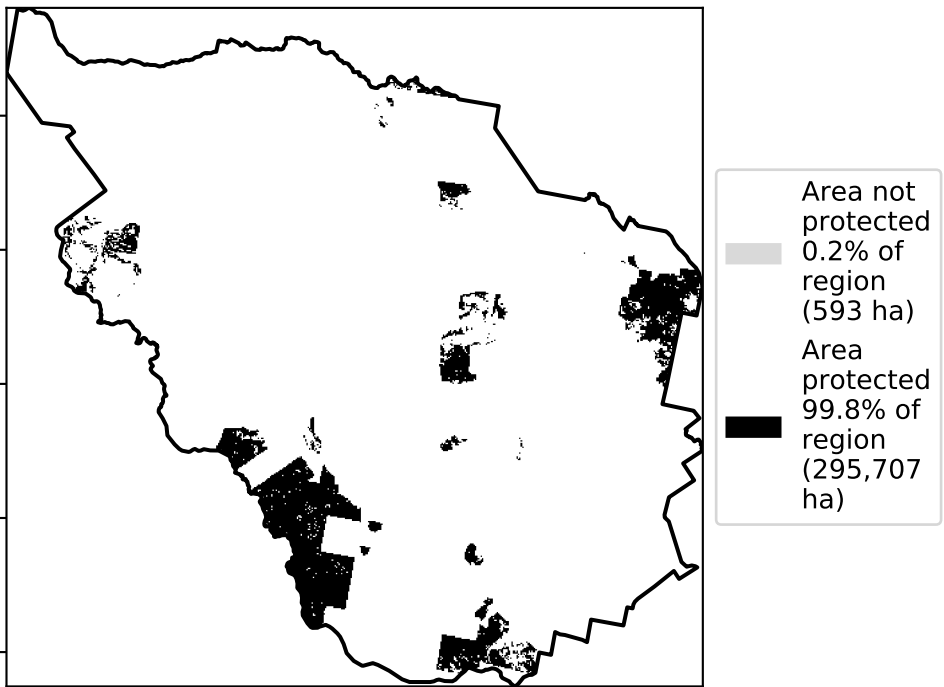 Area not
protected
0.2% of
region
(593 ha)
Area
protected
99.8% of
region
(295,707
ha)